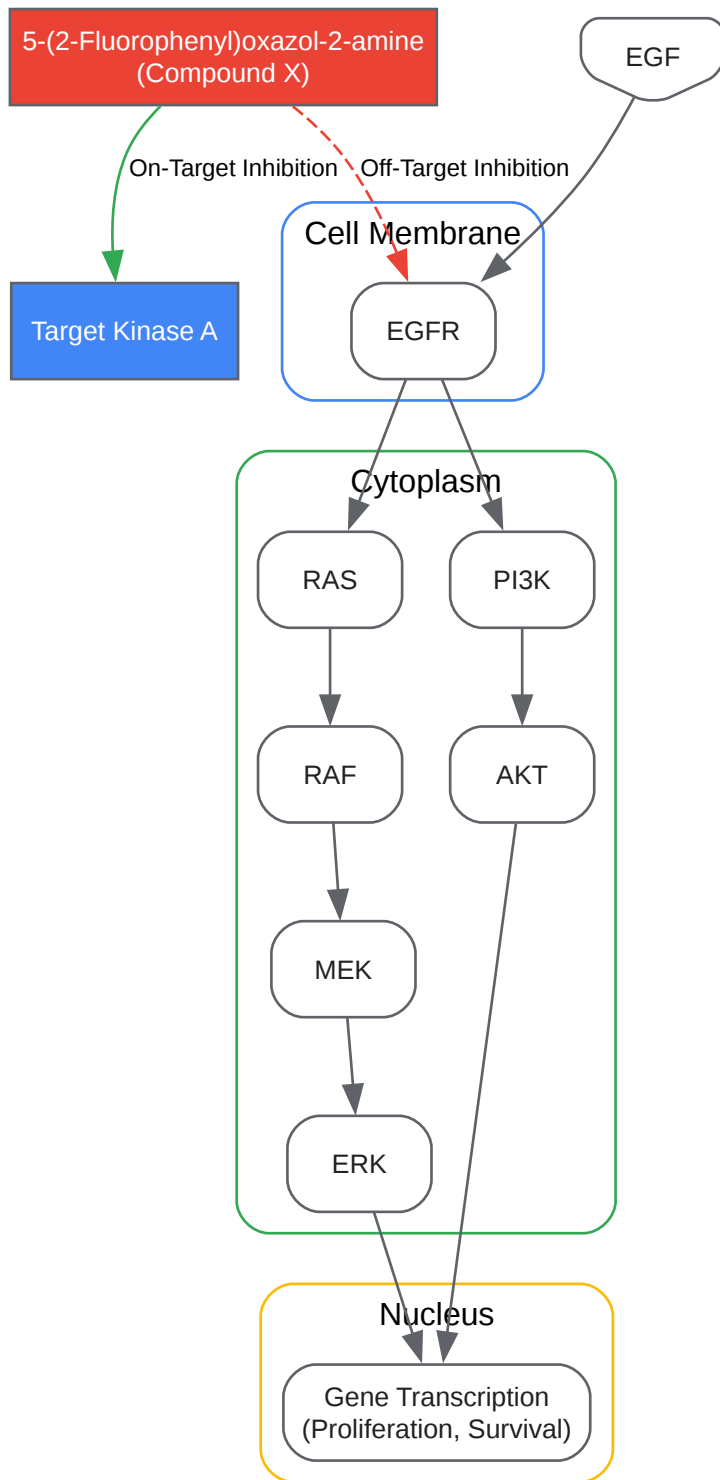 5-(2-Fluorophenyl)oxazol-2-amine
(Compound X)
EGF
On-Target Inhibition
Off-Target Inhibition
Cell Membrane
Target Kinase A
EGFR
Cytoplasm
RAS
PI3K
RAF
AKT
MEK
ERK
Nucleus
Gene Transcription
(Proliferation, Survival)